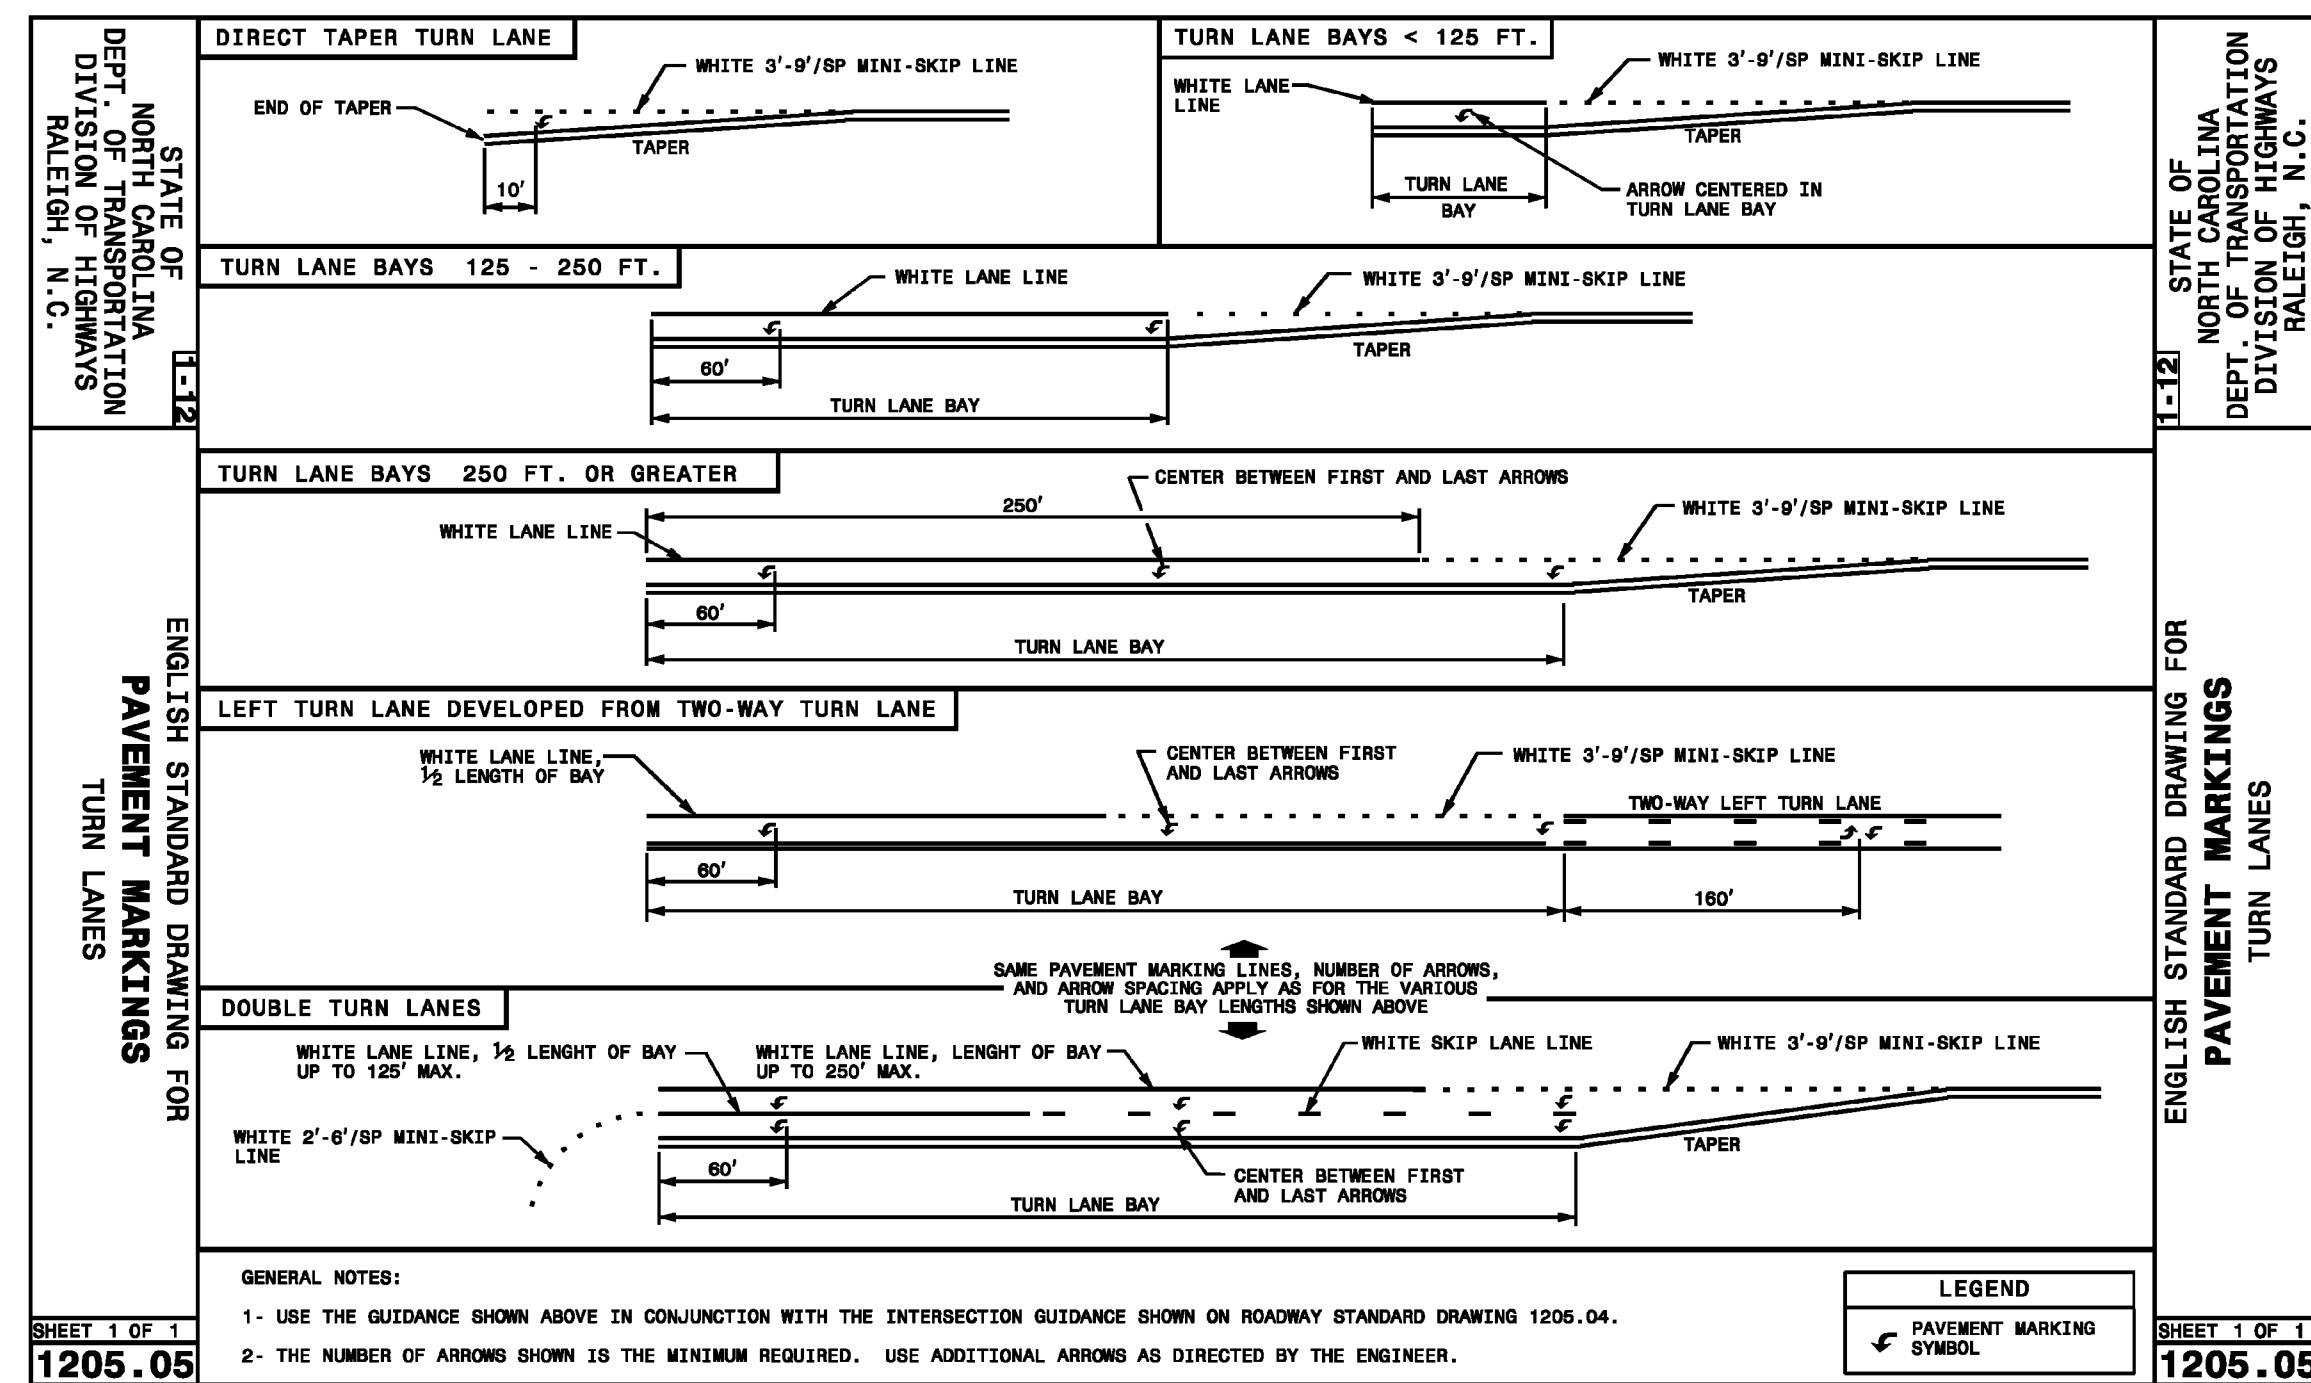 STATE OF
NORTH CAROLINA
DEPT. OF TRANSPORTATION
DIVISION OF HIGHWAYS
RALEIGH, N.C.
1-12
ENGLISH STANDARD DRAWING FOR
PAVEMENT MARKINGS
TURN LANES
SHEET 1 OF 1
1205.05
DIRECT TAPER TURN LANE
WHITE 3'-9'/SP MINI-SKIP LINE
END OF TAPER
TAPER
10'
TURN LANE BAYS < 125 FT.
WHITE 3'-9'/SP MINI-SKIP LINE
WHITE LANE
LINE
TAPER
TURN LANE
BAY
ARROW CENTERED IN
TURN LANE BAY
TURN LANE BAYS 125 - 250 FT.
WHITE LANE LINE
WHITE 3'-9'/SP MINI-SKIP LINE
TAPER
60'
TURN LANE BAY
TURN LANE BAYS 250 FT. OR GREATER
CENTER BETWEEN FIRST AND LAST ARROWS
250'
WHITE 3'-9'/SP MINI-SKIP LINE
WHITE LANE LINE
TAPER
60'
TURN LANE BAY
LEFT TURN LANE DEVELOPED FROM TWO-WAY TURN LANE
WHITE LANE LINE,
½ LENGTH OF BAY
CENTER BETWEEN FIRST
AND LAST ARROWS
WHITE 3'-9'/SP MINI-SKIP LINE
TWO-WAY LEFT TURN LANE
60'
TURN LANE BAY
160'
SAME PAVEMENT MARKING LINES, NUMBER OF ARROWS,
AND ARROW SPACING APPLY AS FOR THE VARIOUS
TURN LANE BAY LENGTHS SHOWN ABOVE
DOUBLE TURN LANES
WHITE LANE LINE, ½ LENGHT OF BAY
UP TO 125' MAX.
WHITE LANE LINE, LENGHT OF BAY
UP TO 250' MAX.
WHITE SKIP LANE LINE
WHITE 3'-9'/SP MINI-SKIP LINE
WHITE 2'-6'/SP MINI-SKIP
LINE
TAPER
60'
CENTER BETWEEN FIRST
AND LAST ARROWS
TURN LANE BAY
GENERAL NOTES:
1- USE THE GUIDANCE SHOWN ABOVE IN CONJUNCTION WITH THE INTERSECTION GUIDANCE SHOWN ON ROADWAY STANDARD DRAWING 1205.04.
2- THE NUMBER OF ARROWS SHOWN IS THE MINIMUM REQUIRED. USE ADDITIONAL ARROWS AS DIRECTED BY THE ENGINEER.
LEGEND
PAVEMENT MARKING
SYMBOL
STATE OF
NORTH CAROLINA
DEPT. OF TRANSPORTATION
DIVISION OF HIGHWAYS
RALEIGH, N.C.
1-12
ENGLISH STANDARD DRAWING FOR
PAVEMENT MARKINGS
TURN LANES
SHEET 1 OF 1
1205.05